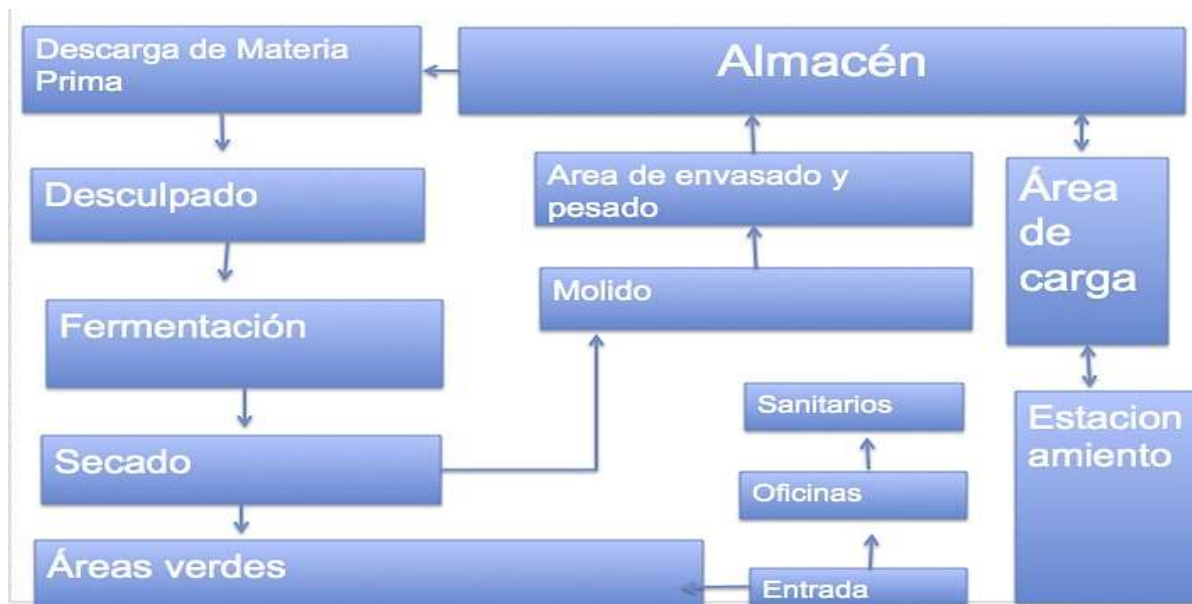 Descarga de Materia
Prima
Almacén
Desculpado
Area de envasado y
pesado
Área
de
carga
Molido
Fermentación
Sanitarios
Estacion
amiento
Secado
Oficinas
Áreas verdes
Entrada